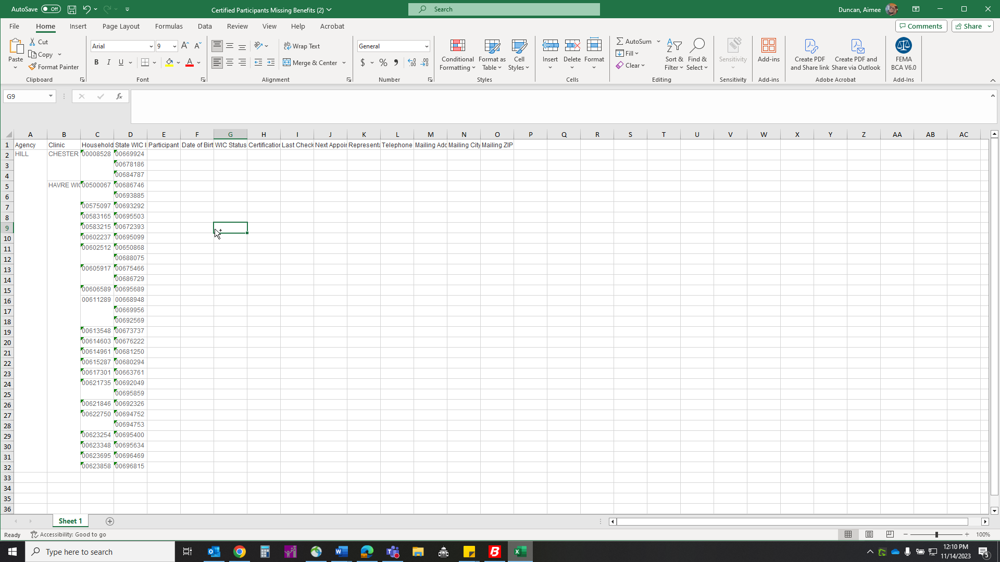 AutoSave Off
Certified Participants Missing Benefits (2)
Search
Duncan, Aimee
File Home Insert Page Layout Formulas Data Review View Help Acrobat
Comments Share
Paste
Cut
Copy
Format Painter
Clipboard
Arial 9
B I U
Font
Wrap Text
Merge & Center
Alignment
General
$ % ,
Number
Conditional Formatting
Format as Table
Cell Styles
Styles
Insert Delete Format
Cells
AutoSum
Fill
Clear
Sort & Filter
Find & Select
Editing
Sensitivity
Sensitivity
Add-ins
Add-ins
Create PDF and Share link
Create PDF and Share via Outlook
Adobe Acrobat
FEMA BCA V6.0
Add-Ins
G9 fx
A B C D E F G H I J K L M N O P Q R S T U V W X Y Z AA AB AC
1 Agency Clinic Household State WIC I Participant Date of Birt WIC Status Certification Last Check Next Appoin Representa Telephone Mailing Add Mailing City Mailing ZIP
2 HILL CHESTER 00008528 00669924
3 00678186
4 00684787
5 HAVRE WIC 00500067 00686746
6 00693885
7 00575097 00693292
8 00583165 00695503
9 00583215 00672393
10 00602237 00695099
11 00602512 00650868
12 00688075
13 00605917 00675466
14 00686729
15 00606589 00695689
16 00611289 00668948
17 00669956
18 00692569
19 00613548 00673737
20 00614603 00676222
21 00614961 00681250
22 00615287 00680294
23 00617301 00663761
24 00621735 00692049
25 00695859
26 00621846 00692326
27 00622750 00694752
28 00694753
29 00623254 00695400
30 00623348 00695634
31 00623695 00696469
32 00623858 00696815
33
34
35
36
Sheet 1
Ready Accessibility: Good to go
100%
Type here to search
12:10 PM
11/14/2023
5